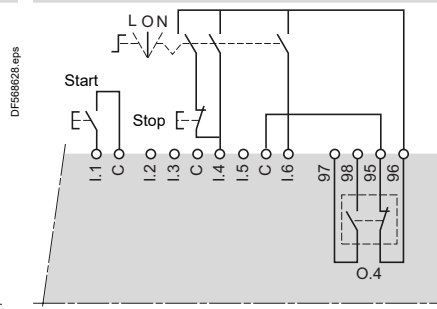 L O N
DF568628.eps
Start
Stop
I.1 C I.2 I.3 C I.4 I.5 C I.6 97 98 95 96
O.4